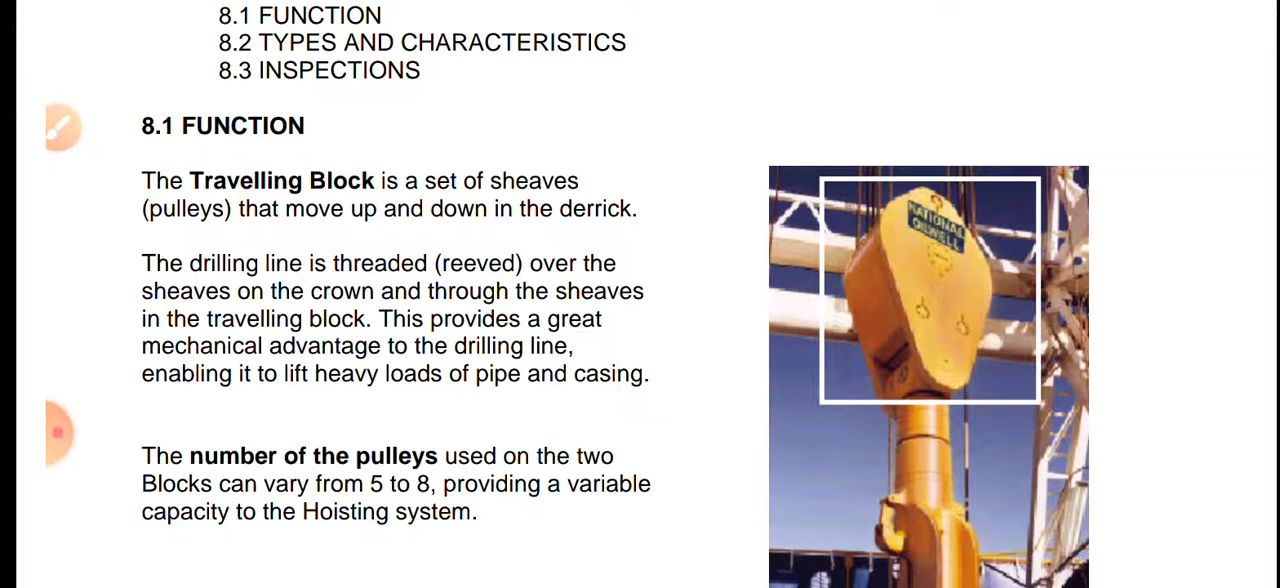 8.1 FUNCTION
8.2 TYPES AND CHARACTERISTICS
8.3 INSPECTIONS
8.1 FUNCTION
The Travelling Block is a set of sheaves
(pulleys) that move up and down in the derrick.
The drilling line is threaded (reeved) over the
sheaves on the crown and through the sheaves
in the travelling block. This provides a great
mechanical advantage to the drilling line,
enabling it to lift heavy loads of pipe and casing.
The number of the pulleys used on the two
Blocks can vary from 5 to 8, providing a variable
capacity to the Hoisting system.
NATIONAL
OILWELL